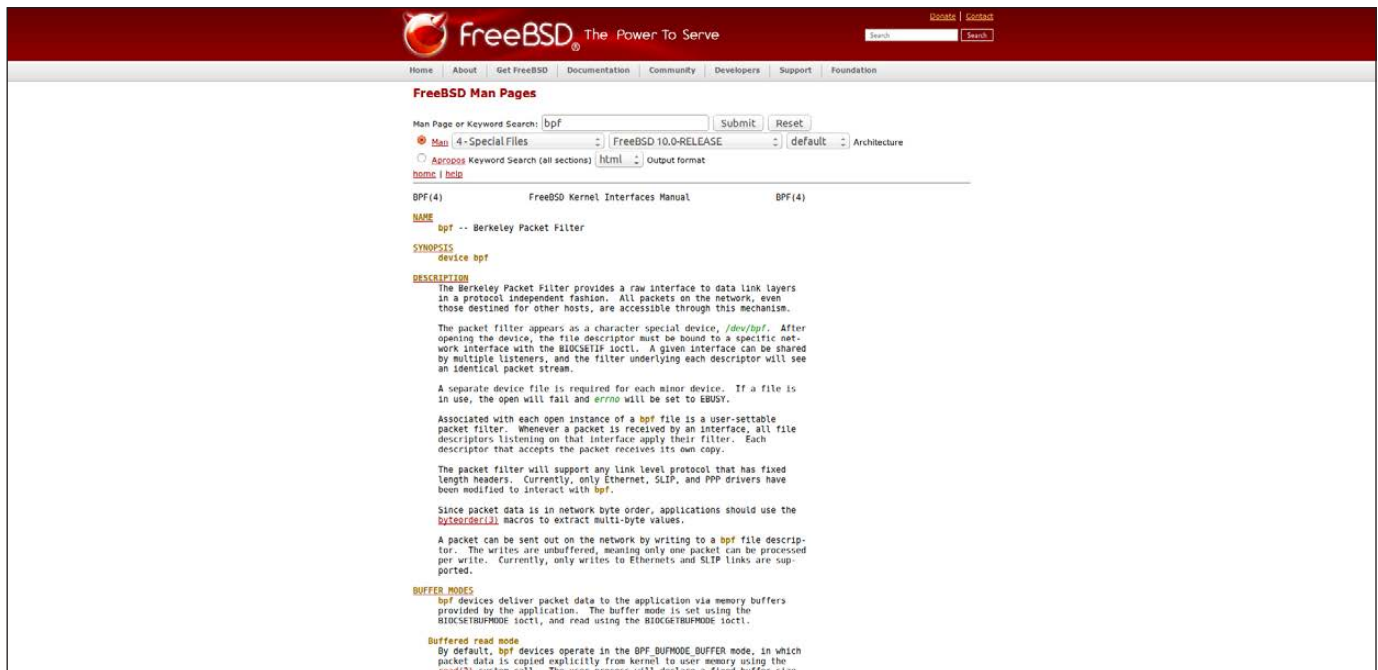 Donate | Contact
FreeBSD® The Power To Serve
Search Search
Home About Get FreeBSD Documentation Community Developers Support Foundation
FreeBSD Man Pages
Man Page or Keyword Search: bpf Submit Reset
Man 4 - Special Files FreeBSD 10.0-RELEASE default Architecture
Apropos Keyword Search (all sections) html Output format
home | help
BPF(4) FreeBSD Kernel Interfaces Manual BPF(4)
NAME
bpf -- Berkeley Packet Filter
SYNOPSIS
device bpf
DESCRIPTION
The Berkeley Packet Filter provides a raw interface to data link layers
in a protocol independent fashion. All packets on the network, even
those destined for other hosts, are accessible through this mechanism.
The packet filter appears as a character special device, /dev/bpf. After
opening the device, the file descriptor must be bound to a specific net-
work interface with the BIOCSETIF ioctl. A given interface can be shared
by multiple listeners, and the filter underlying each descriptor will see
an identical packet stream.
A separate device file is required for each minor device. If a file is
in use, the open will fail and errno will be set to EBUSY.
Associated with each open instance of a bpf file is a user-settable
packet filter. Whenever a packet is received by an interface, all file
descriptors listening on that interface apply their filter. Each
descriptor that accepts the packet receives its own copy.
The packet filter will support any link level protocol that has fixed
length headers. Currently, only Ethernet, SLIP, and PPP drivers have
been modified to interact with bpf.
Since packet data is in network byte order, applications should use the
byteorder(3) macros to extract multi-byte values.
A packet can be sent out on the network by writing to a bpf file descrip-
tor. The writes are unbuffered, meaning only one packet can be processed
per write. Currently, only writes to Ethernets and SLIP links are sup-
ported.
BUFFER MODES
bpf devices deliver packet data to the application via memory buffers
provided by the application. The buffer mode is set using the
BIOCSETBUFMODE ioctl, and read using the BIOCGETBUFMODE ioctl.
Buffered read mode
By default, bpf devices operate in the BPF_BUFMODE_BUFFER mode, in which
packet data is copied explicitly from kernel to user memory using the